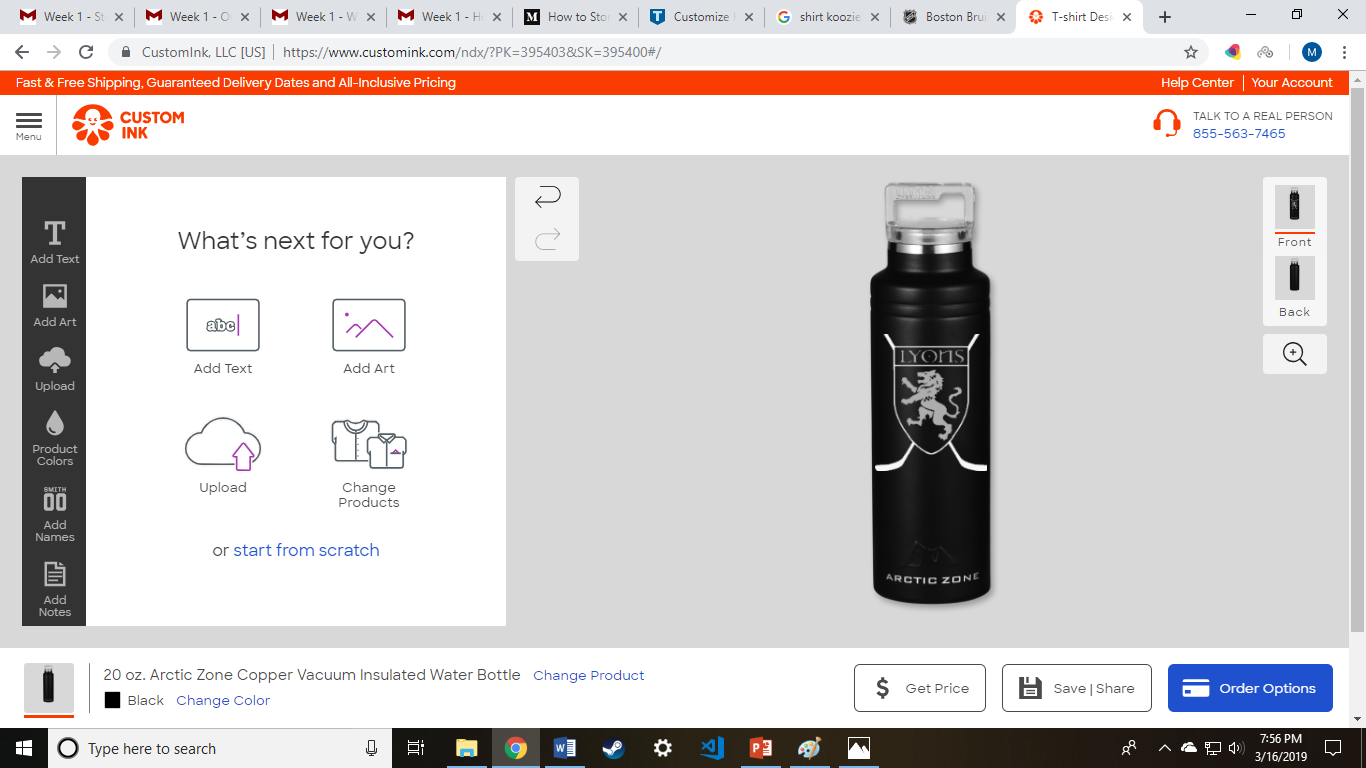 Week 1 - St
Week 1 - O
Week 1 - W
Week 1 - Hu
How to Stor
Customize
shirt koozie
Boston Brui
T-shirt Desi
CustomInk, LLC [US]
https://www.customink.com/ndx/?PK=395403&SK=395400#/
M
Fast & Free Shipping, Guaranteed Delivery Dates and All-Inclusive Pricing
Help Center
Your Account
Menu
CUSTOM
INK
TALK TO A REAL PERSON
855-563-7465
Add Text
Add Art
Upload
Product
Colors
SMITH
00
Add
Names
Add
Notes
What's next for you?
abc
Add Text
Add Art
Upload
Change
Products
or start from scratch
LYONS
ARCTIC ZONE
Front
Back
20 oz. Arctic Zone Copper Vacuum Insulated Water Bottle
Change Product
Black
Change Color
$ Get Price
Save | Share
Order Options
Type here to search
7:56 PM
3/16/2019